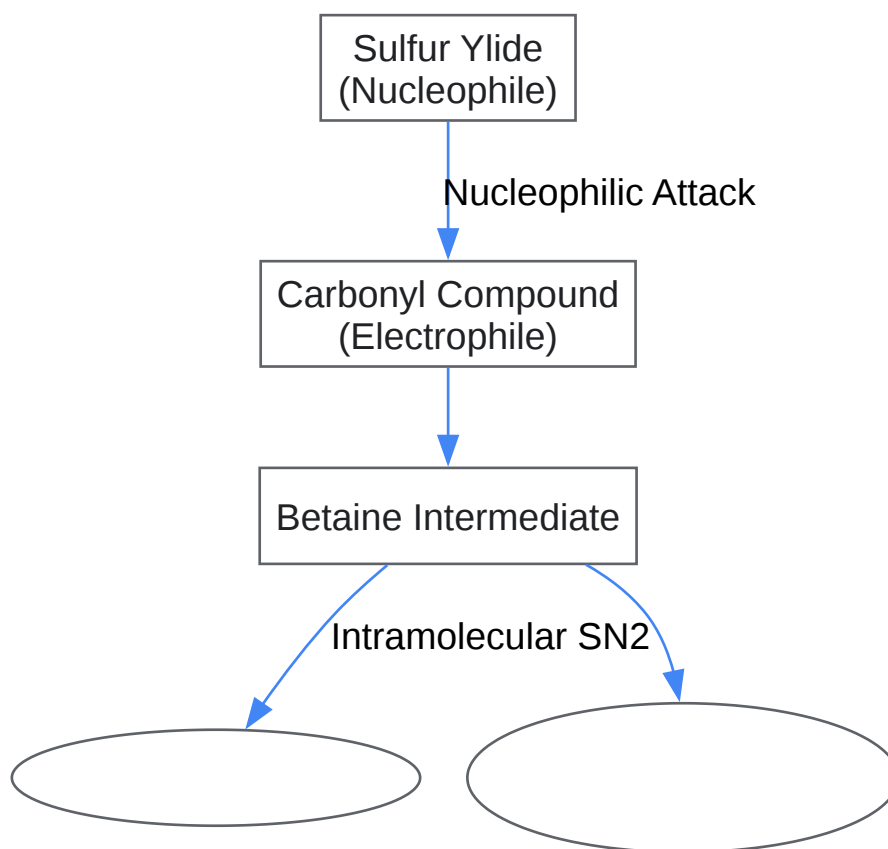 Sulfur Ylide
(Nucleophile)
Nucleophilic Attack
Carbonyl Compound
(Electrophile)
Betaine Intermediate
Intramolecular SN2